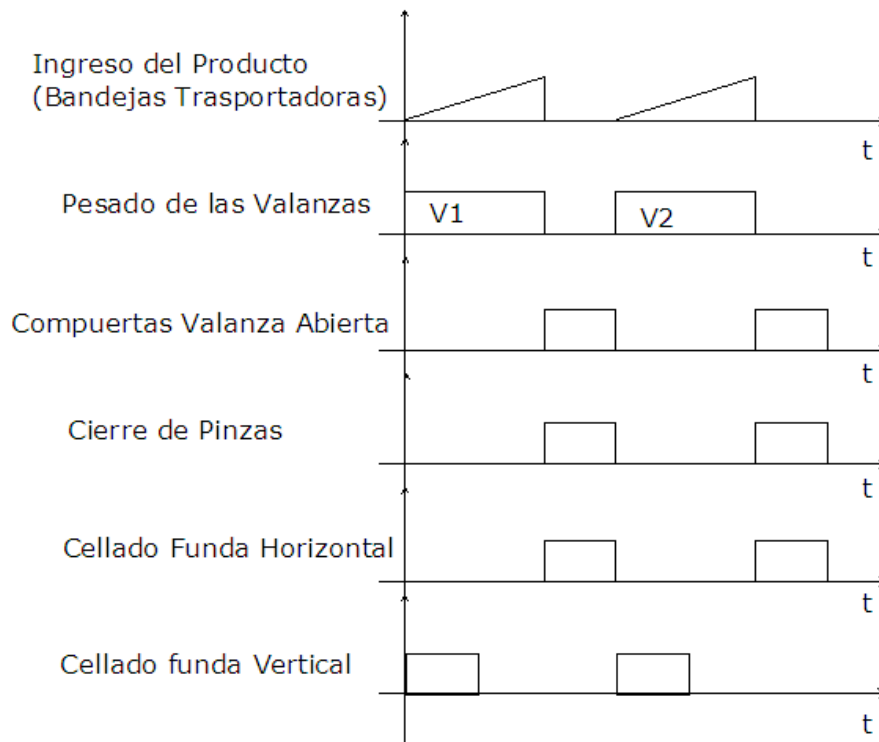 Ingreso del Producto
(Bandejas Trasportadoras)
t
Pesado de las Valanzas
V1
V2
t
Compuertas Valanza Abierta
t
Cierre de Pinzas
t
Cellado Funda Horizontal
t
Cellado funda Vertical
t